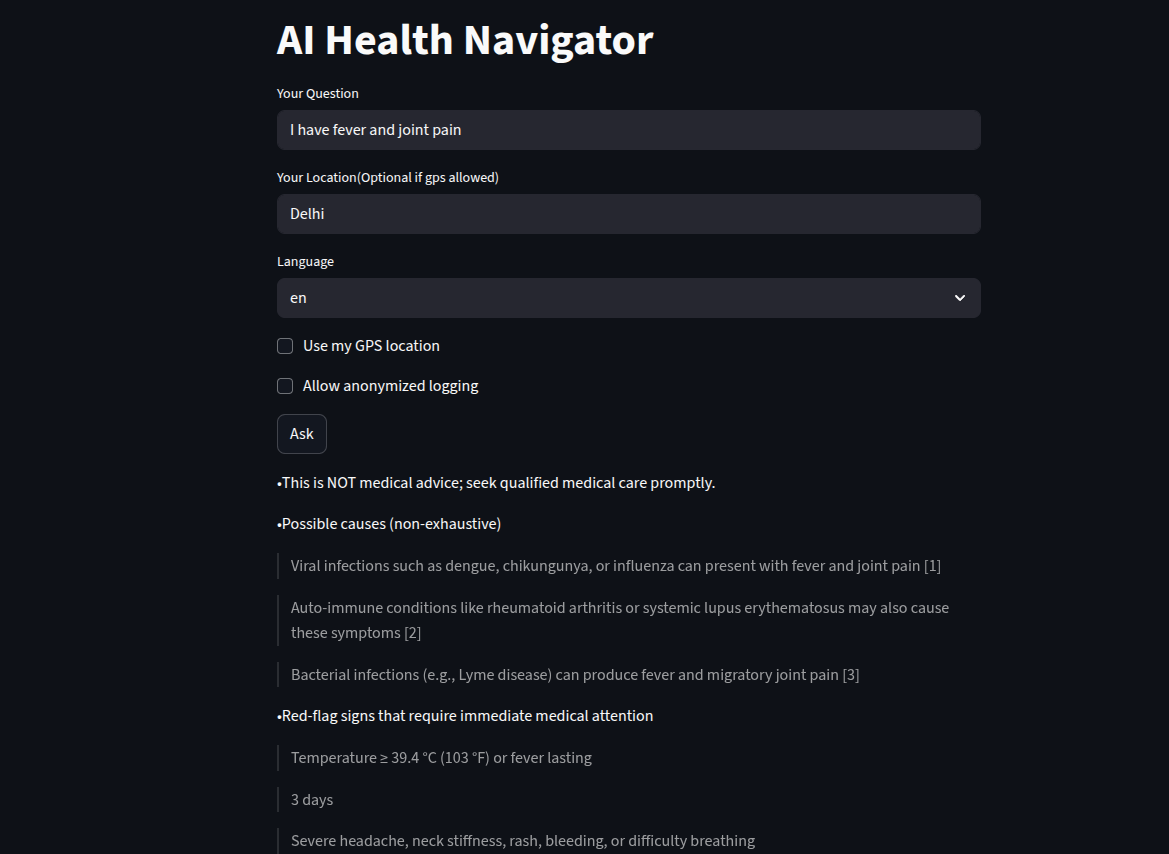 AI Health Navigator
Your Question
I have fever and joint pain
Your Location(Optional if gps allowed)
Delhi
Language
en
Use my GPS location
Allow anonymized logging
Ask
•This is NOT medical advice; seek qualified medical care promptly.
•Possible causes (non-exhaustive)
Viral infections such as dengue, chikungunya, or influenza can present with fever and joint pain [1]
Auto-immune conditions like rheumatoid arthritis or systemic lupus erythematosus may also cause
these symptoms [2]
Bacterial infections (e.g., Lyme disease) can produce fever and migratory joint pain [3]
•Red-flag signs that require immediate medical attention
Temperature ≥ 39.4 °C (103 °F) or fever lasting
3 days
Severe headache, neck stiffness, rash, bleeding, or difficulty breathing